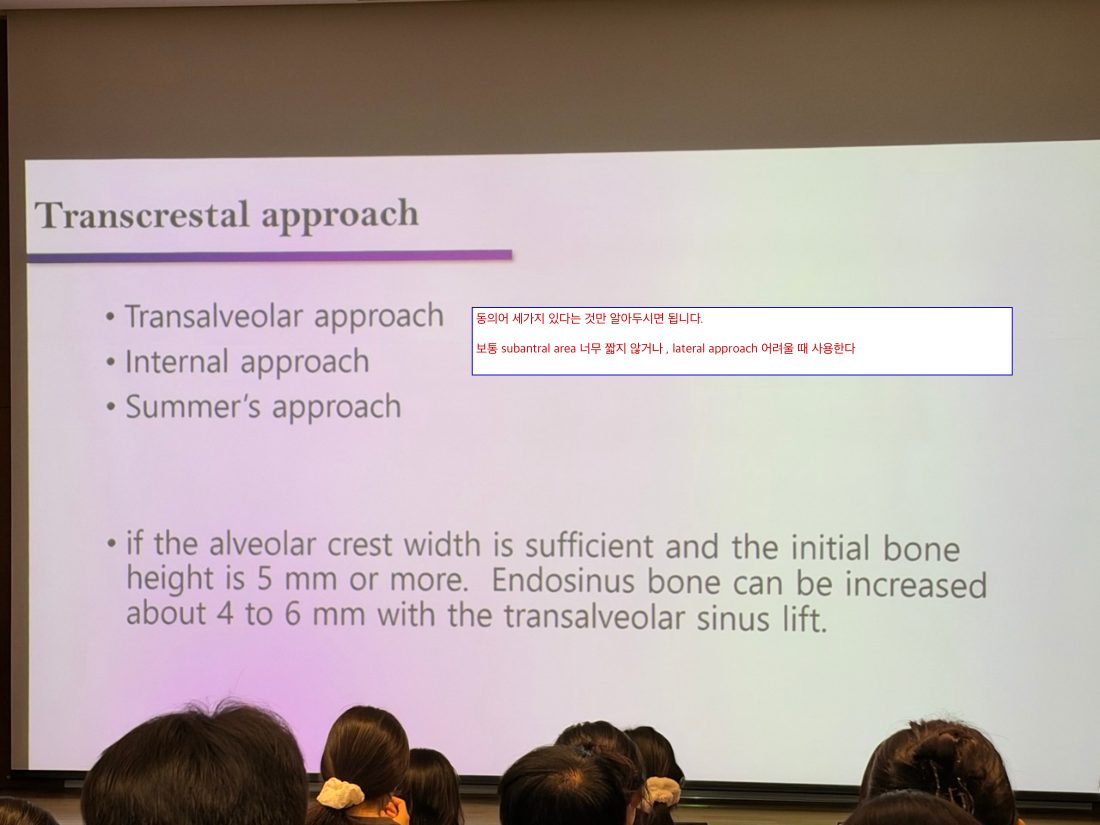 Transcrestal approach
• Transalveolar approach
• Internal approach
• Summer's approach
동의어 세가지 있다는 것만 알아두시면 됩니다.
보통 subantral area 너무 짧지 않거나 , lateral approach 어려울 때 사용한다
• if the alveolar crest width is sufficient and the initial bone
height is 5 mm or more. Endosinus bone can be increased
about 4 to 6 mm with the transalveolar sinus lift.